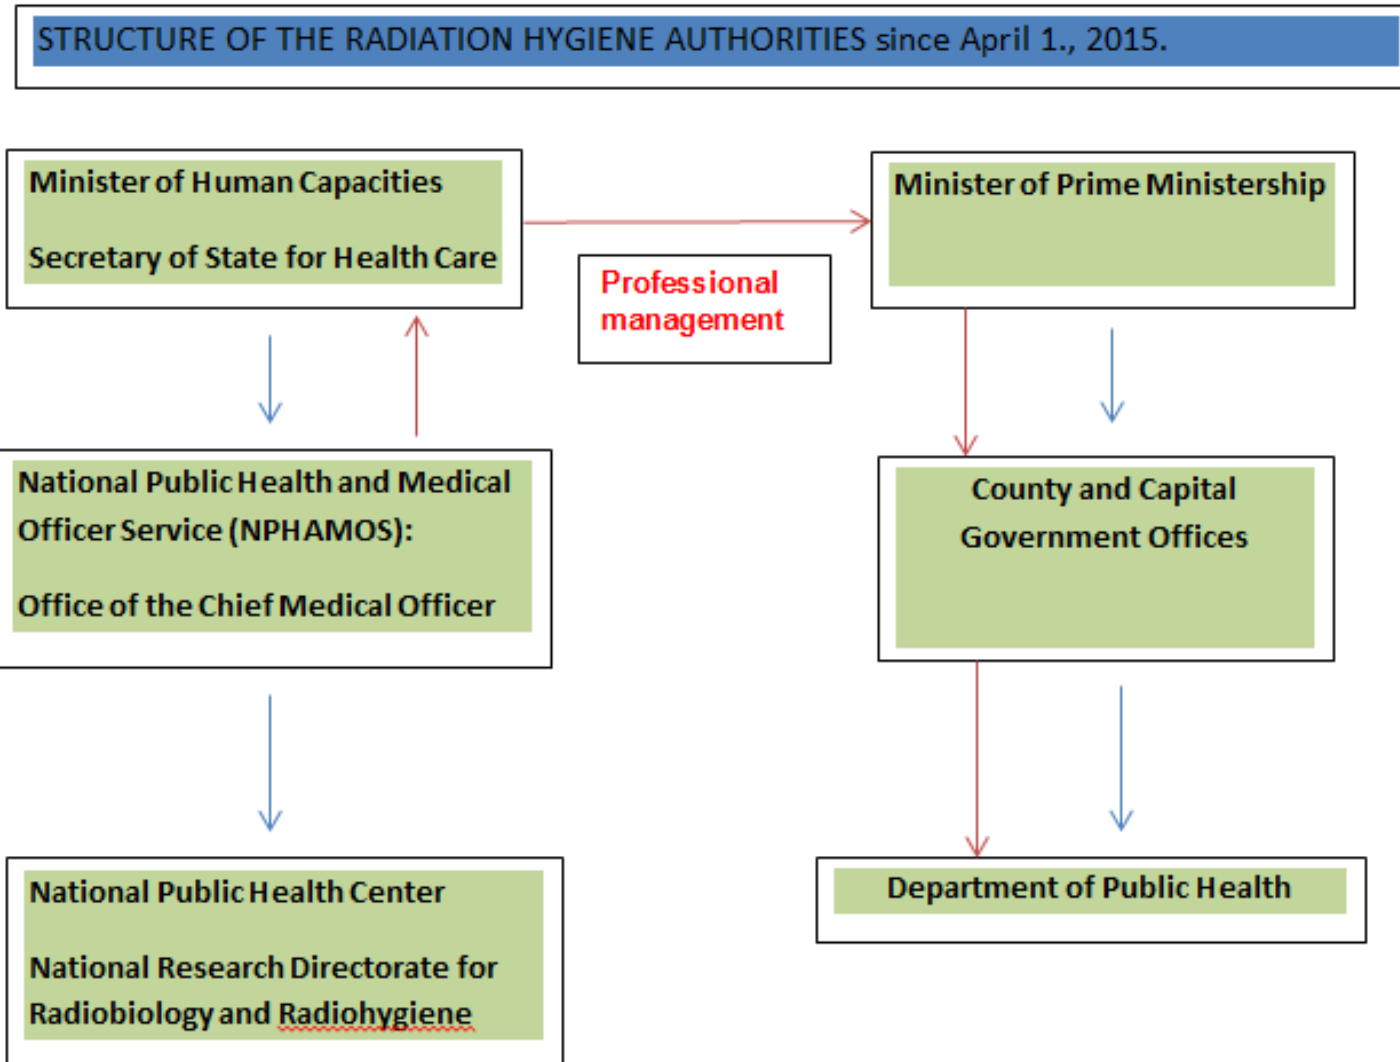 STRUCTURE OF THE RADIATION HYGIENE AUTHORITIES since April 1., 2015.
Minister of Human Capacities
Secretary of State for Health Care
Minister of Prime Ministership
Professional
management
National Public Health and Medical
Officer Service (NPHAMOS):
Office of the Chief Medical Officer
County and Capital
Government Offices
National Public Health Center
National Research Directorate for
Radiobiology and Radiohygiene
Department of Public Health